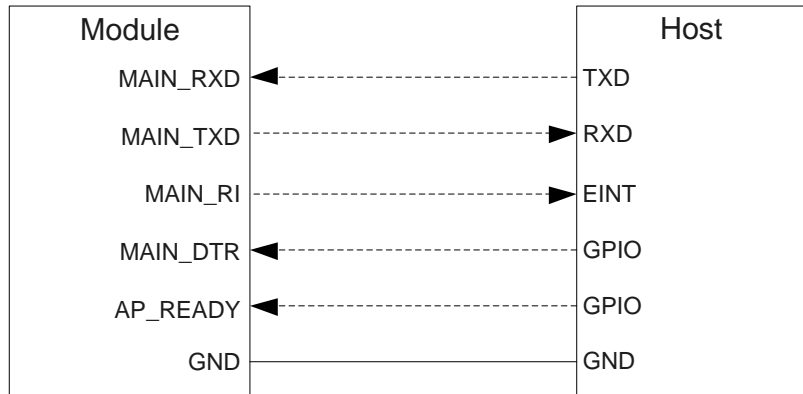 Module Host
MAIN_RXD TXD
MAIN_TXD RXD
MAIN_RI EINT
MAIN_DTR GPIO
AP_READY GPIO
GND GND